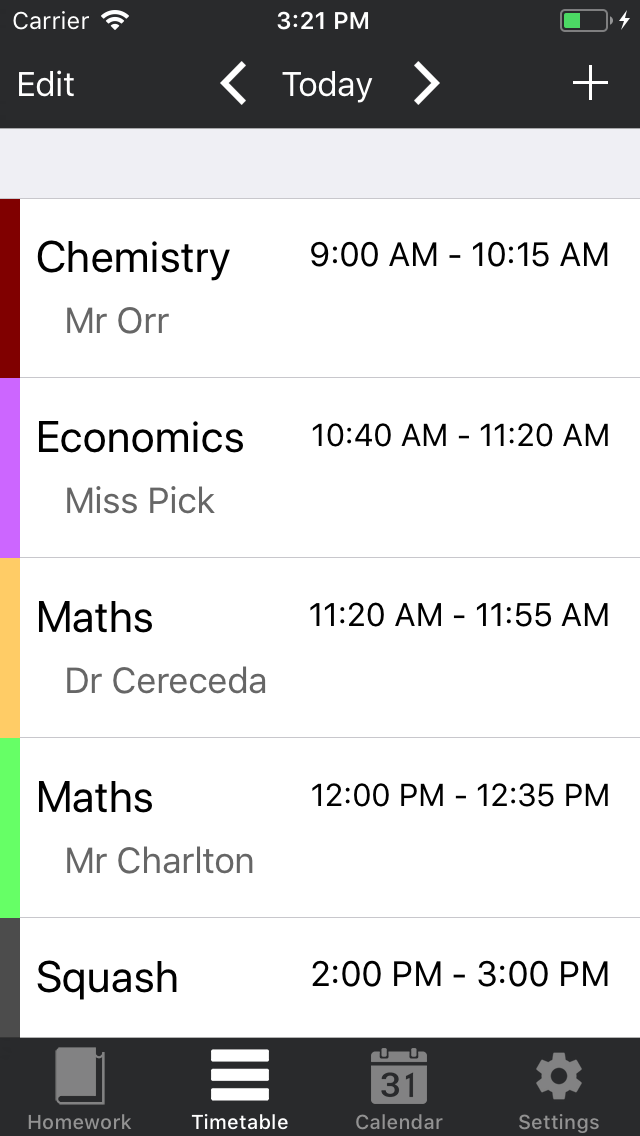 Carrier 3:21 PM
Edit Today
Chemistry 9:00 AM - 10:15 AM
Mr Orr
Economics 10:40 AM - 11:20 AM
Miss Pick
Maths 11:20 AM - 11:55 AM
Dr Cereceda
Maths 12:00 PM - 12:35 PM
Mr Charlton
Squash 2:00 PM - 3:00 PM
31
Homework Timetable Calendar Settings